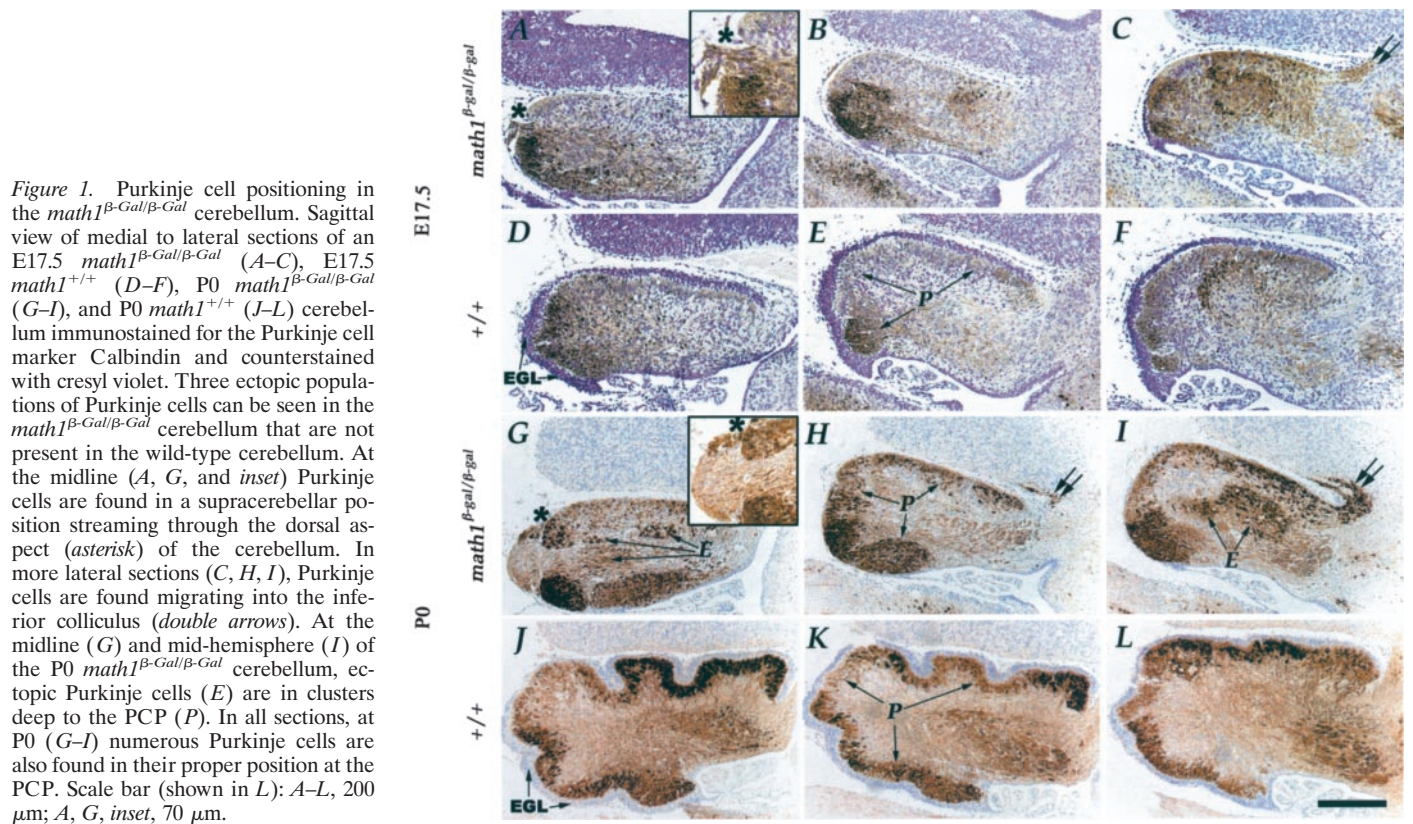 Figure 1. Purkinje cell positioning in
the math1β-Gal/β-Gal cerebellum. Sagittal
view of medial to lateral sections of an
E17.5 math1β-Gal/β-Gal (A–C), E17.5
math1+/+ (D–F), P0 math1β-Gal/β-Gal
(G–I), and P0 math1+/+ (J–L) cerebel-
lum immunostained for the Purkinje cell
marker Calbindin and counterstained
with cresyl violet. Three ectopic popula-
tions of Purkinje cells can be seen in the
math1β-Gal/β-Gal cerebellum that are not
present in the wild-type cerebellum. At
the midline (A, G, and inset) Purkinje
cells are found in a supracerebellar po-
sition streaming through the dorsal as-
pect (asterisk) of the cerebellum. In
more lateral sections (C, H, I), Purkinje
cells are found migrating into the infe-
rior colliculus (double arrows). At the
midline (G) and mid-hemisphere (I) of
the P0 math1β-Gal/β-Gal cerebellum, ec-
topic Purkinje cells (E) are in clusters
deep to the PCP (P). In all sections, at
P0 (G–I) numerous Purkinje cells are
also found in their proper position at the
PCP. Scale bar (shown in L): A–L, 200
μm; A, G, inset, 70 μm.
E17.5
math1β-gal/β-gal
A
*
*
B
C
+/+
D
EGL
E
P
F
P0
math1β-gal/β-gal
G
*
*
E
H
P
I
E
+/+
J
EGL
K
P
L